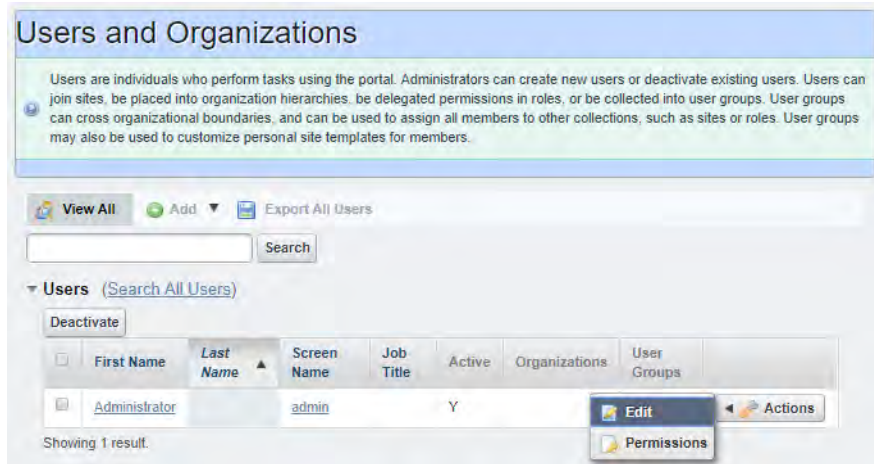 Users and Organizations
Users are individuals who perform tasks using the portal. Administrators can create new users or deactivate existing users. Users can
join sites, be placed into organization hierarchies, be delegated permissions in roles, or be collected into user groups. User groups
can cross organizational boundaries, and can be used to assign all members to other collections, such as sites or roles. User groups
may also be used to customize personal site templates for members.
View All Add Export All Users
Search
Users (Search All Users)
Deactivate
First Name Last Name Screen Name Job Title Active Organizations User Groups
Administrator admin Y Edit Actions
Showing 1 result. Permissions